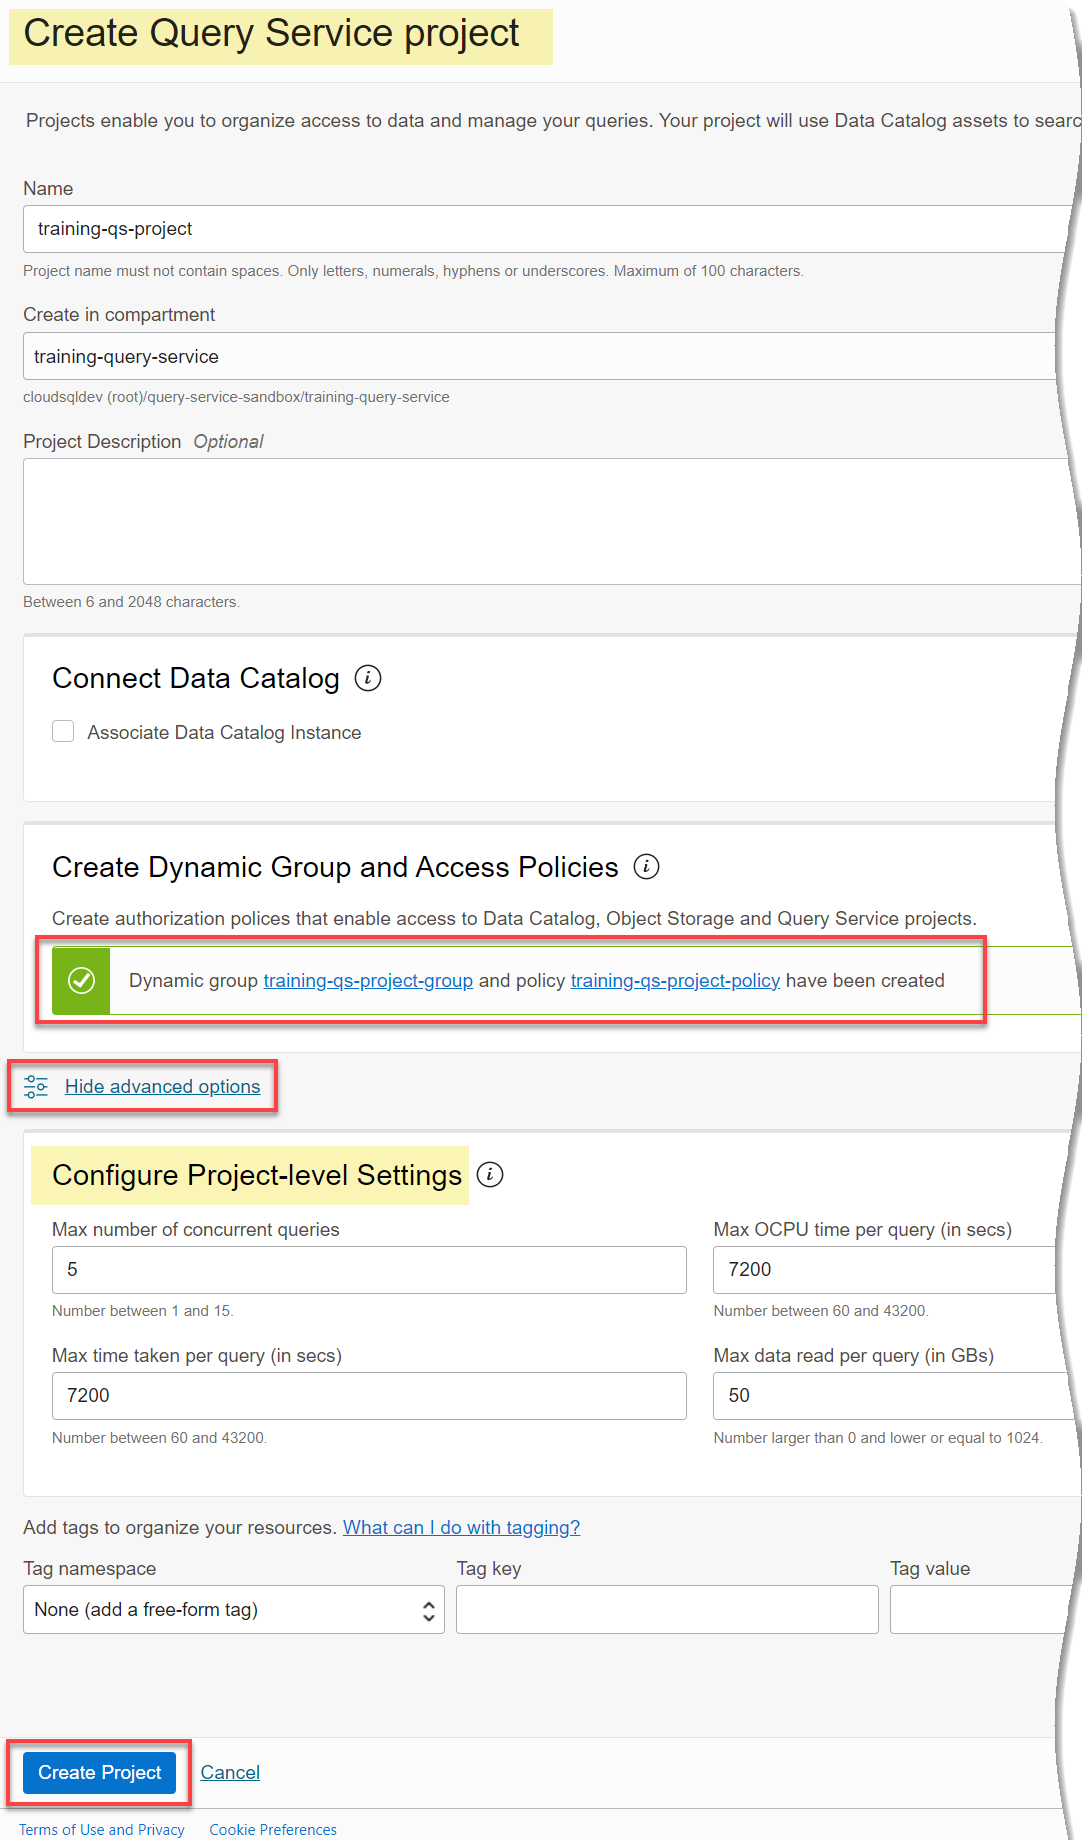 Create Query Service project
Projects enable you to organize access to data and manage your queries. Your project will use Data Catalog assets to searc
Name
training-qs-project
Project name must not contain spaces. Only letters, numerals, hyphens or underscores. Maximum of 100 characters.
Create in compartment
training-query-service
cloudsqldev (root)/query-service-sandbox/training-query-service
Project Description Optional
Between 6 and 2048 characters.
Connect Data Catalog
Associate Data Catalog Instance
Create Dynamic Group and Access Policies
Create authorization polices that enable access to Data Catalog, Object Storage and Query Service projects.
Dynamic group training-qs-project-group and policy training-qs-project-policy have been created
Hide advanced options
Configure Project-level Settings
Max number of concurrent queries
5
Number between 1 and 15.
Max OCPU time per query (in secs)
7200
Number between 60 and 43200.
Max time taken per query (in secs)
7200
Number between 60 and 43200.
Max data read per query (in GBs)
50
Number larger than 0 and lower or equal to 1024.
Add tags to organize your resources. What can I do with tagging?
Tag namespace
None (add a free-form tag)
Tag key
Tag value
Create Project Cancel
Terms of Use and Privacy Cookie Preferences